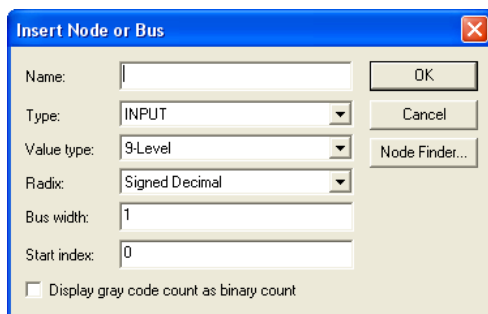 Insert Node or Bus
Name:
OK
Type: INPUT
Cancel
Value type: 9-Level
Node Finder...
Radix: Signed Decimal
Bus width: 1
Start index: 0
Display gray code count as binary count